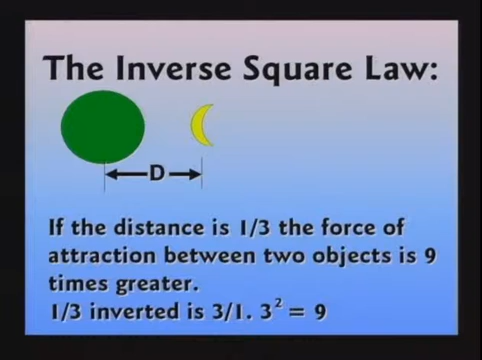 The Inverse Square Law:
D
If the distance is 1/3 the force of
attraction between two objects is 9
times greater.
1/3 inverted is 3/1. 3² = 9